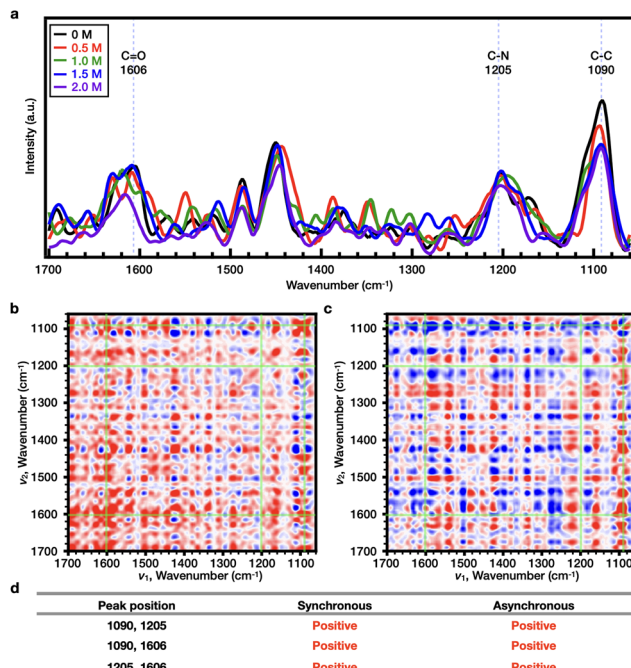 a
0 M
0.5 M
1.0 M
1.5 M
2.0 M
C=O
1606
C-N
1205
C-C
1090
Intensity (a.u.)
1700 1600 1500 1400 1300 1200 1100
Wavenumber (cm⁻¹)
b
c
1100
1200
1300
1400
1500
1600
1700
ν₂, Wavenumber (cm⁻¹)
1700 1600 1500 1400 1300 1200 1100
ν₁, Wavenumber (cm⁻¹)
1100
1200
1300
1400
1500
1600
1700
ν₂, Wavenumber (cm⁻¹)
1700 1600 1500 1400 1300 1200 1100
ν₁, Wavenumber (cm⁻¹)
d
Peak position Synchronous Asynchronous
1090, 1205 Positive Positive
1090, 1606 Positive Positive
1205, 1606 Positive Positive